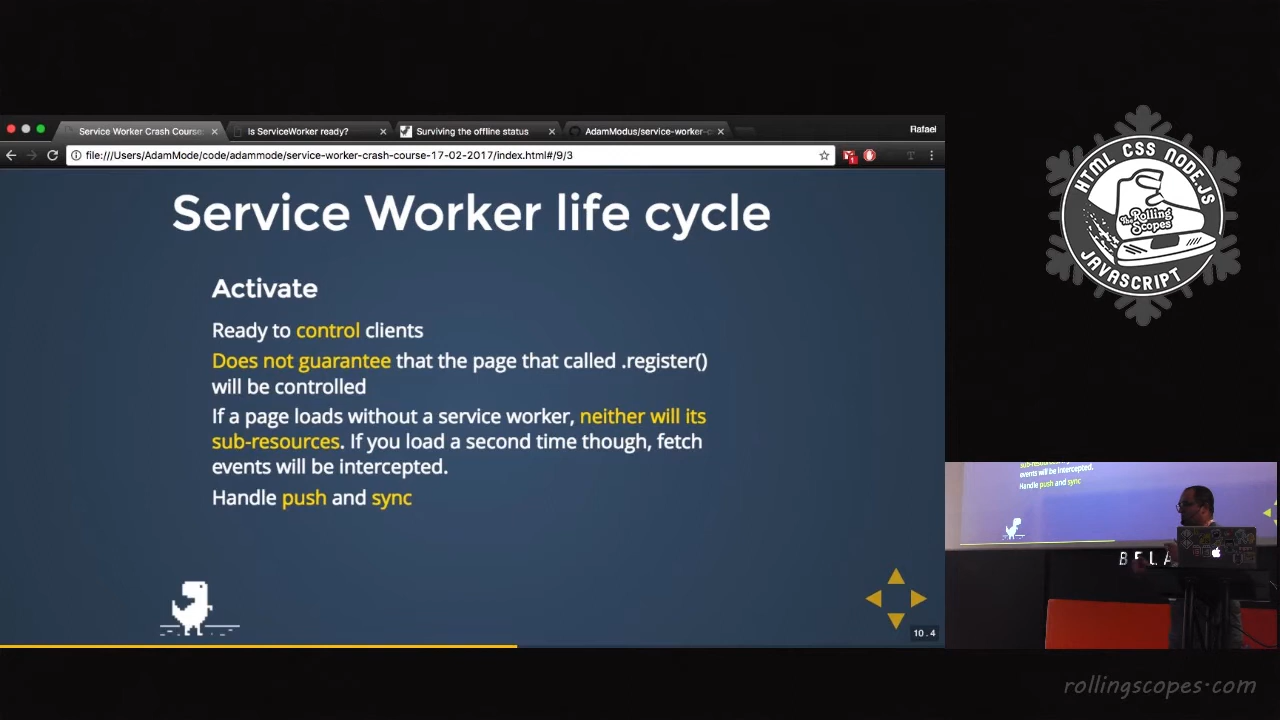 Service Worker Crash Course
Is ServiceWorker ready?
Surviving the offline status
AdamModus/service-worker-c
Rafael
file:///Users/AdamMode/code/adammode/service-worker-crash-course-17-02-2017/index.html#/9/3
Service Worker life cycle
Activate
Ready to control clients
Does not guarantee that the page that called .register()
will be controlled
If a page loads without a service worker, neither will its
sub-resources. If you load a second time though, fetch
events will be intercepted.
Handle push and sync
10.4
HTML CSS NODE.JS
The Rolling
Scopes
JAVASCRIPT
events will be intercepted.
Handle push and sync
BELA
rollingscopes.com